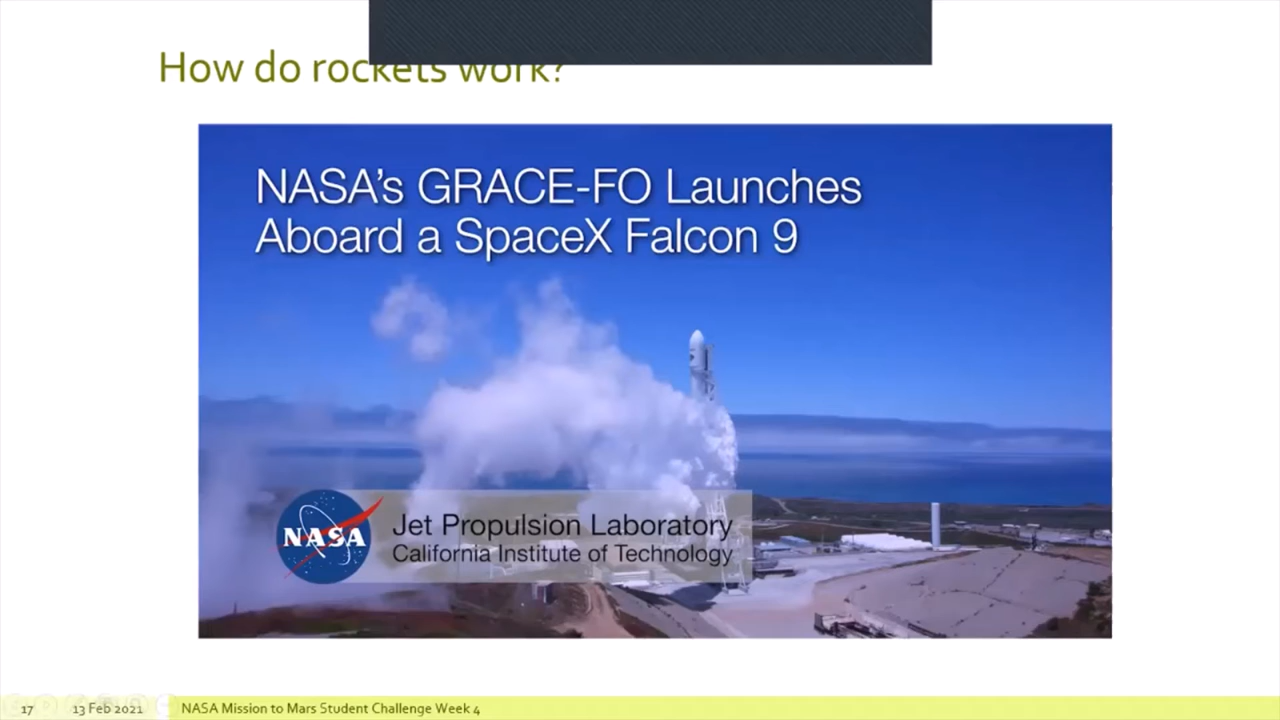 How do rockets work?
NASA's GRACE-FO Launches
Aboard a SpaceX Falcon 9
NASA
Jet Propulsion Laboratory
California Institute of Technology
17 13 Feb 2021 NASA Mission to Mars Student Challenge Week 4